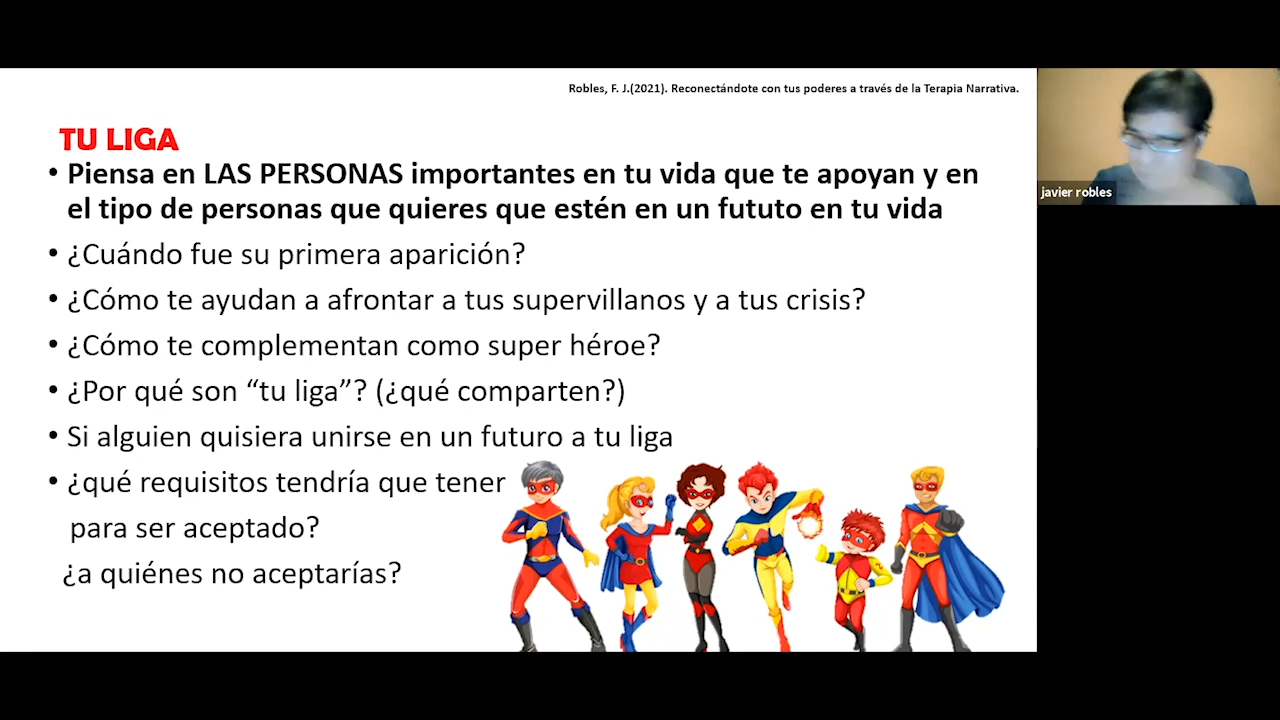 Robles, F. J.(2021). Reconectándote con tus poderes a través de la Terapia Narrativa.
TU LIGA
• Piensa en LAS PERSONAS importantes en tu vida que te apoyan y en
el tipo de personas que quieres que estén en un fututo en tu vida
• ¿Cuándo fue su primera aparición?
• ¿Cómo te ayudan a afrontar a tus supervillanos y a tus crisis?
• ¿Cómo te complementan como super héroe?
• ¿Por qué son “tu liga”? (¿qué comparten?)
• Si alguien quisiera unirse en un futuro a tu liga
• ¿qué requisitos tendría que tener
para ser aceptado?
¿a quiénes no aceptarías?
javier robles